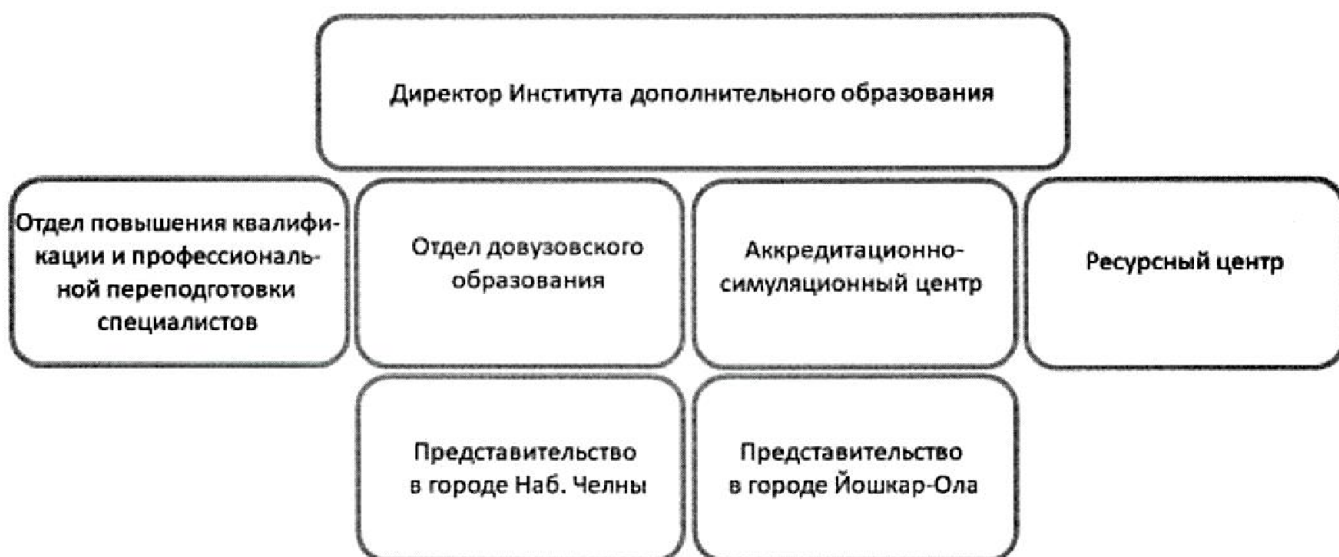 Директор Института дополнительного образования
Отдел повышения квалифи-
кации и профессиональ-
ной переподготовки
специалистов
Отдел довузовского
образования
Аккредитационно-
симуляционный центр
Ресурсный центр
Представительство
в городе Наб. Челны
Представительство
в городе Йошкар-Ола